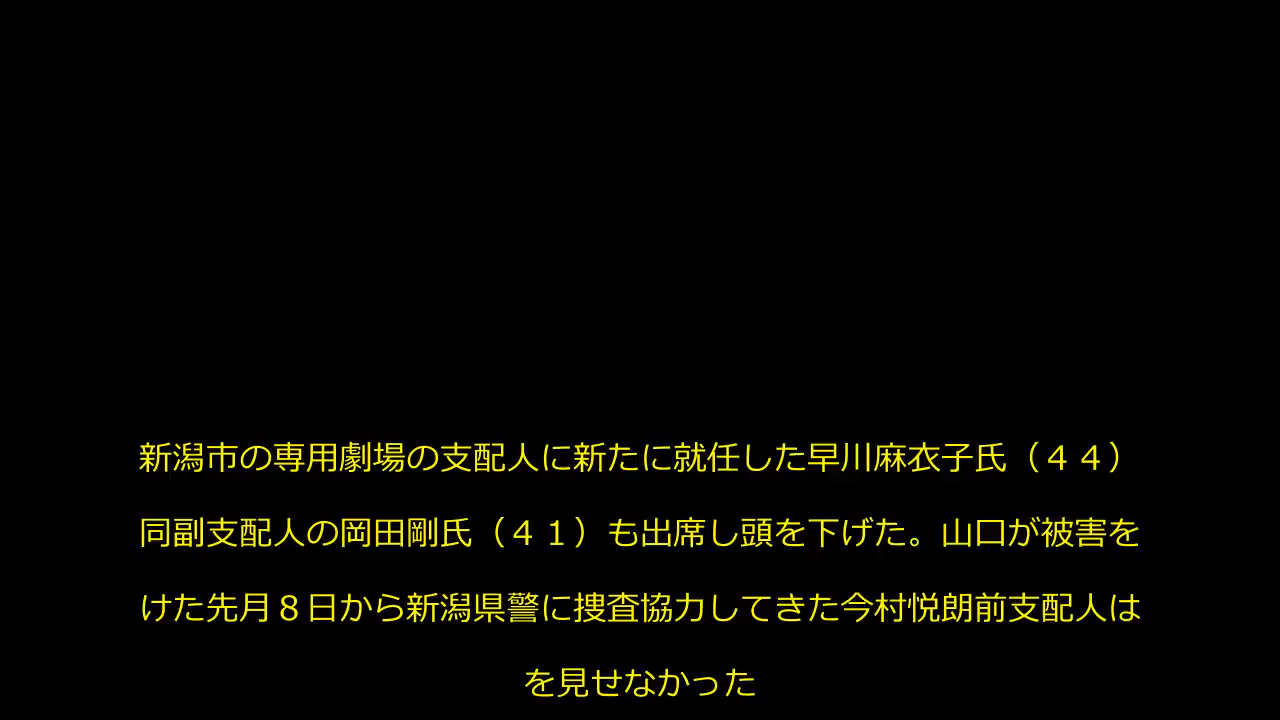 新潟市の専用劇場の支配人に新たに就任した早川麻衣子氏（４４）
同副支配人の岡田剛氏（４１）も出席し頭を下げた。山口が被害を
けた先月８日から新潟県警に捜査協力してきた今村悦朗前支配人は
を見せなかった